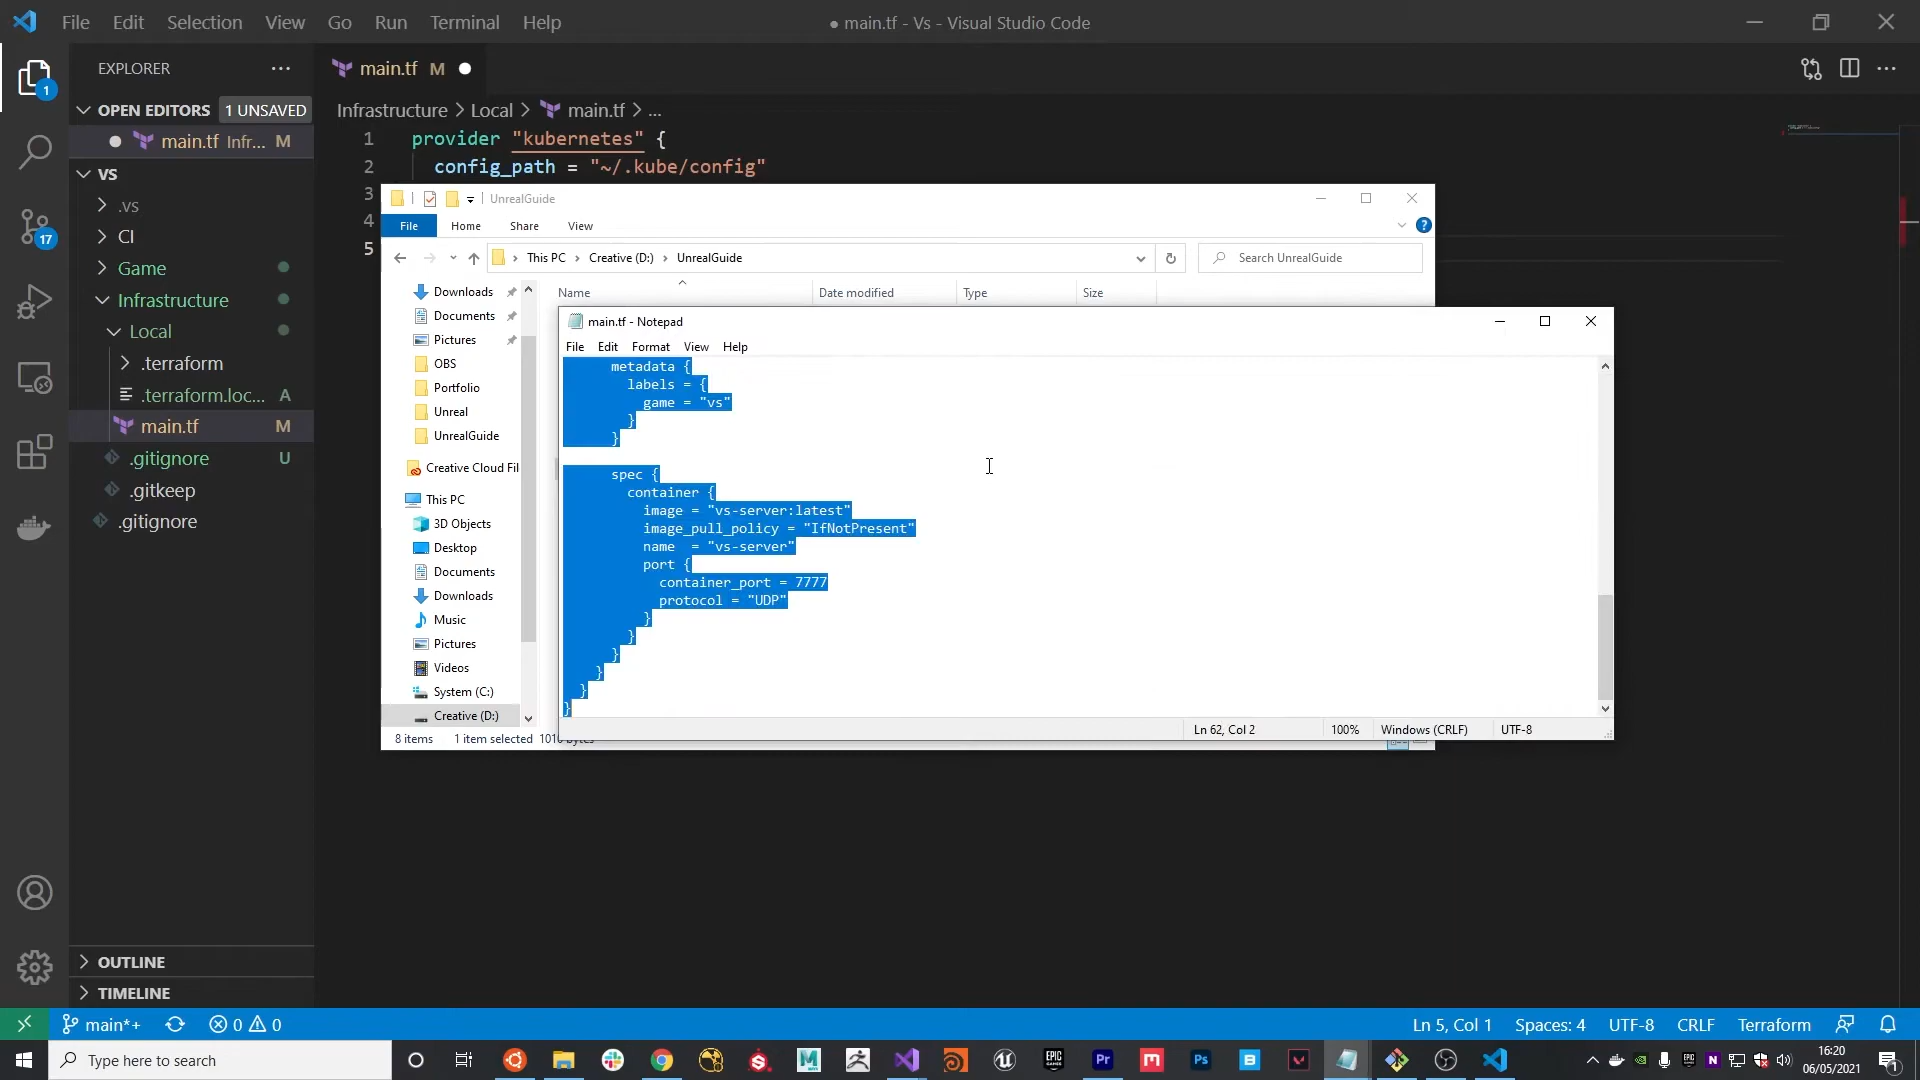 File Edit Selection View Go Run Terminal Help
● main.tf - Vs - Visual Studio Code
EXPLORER
main.tf M
OPEN EDITORS 1 UNSAVED
main.tf Infr... M
VS
.vs
CI
Game
Infrastructure
Local
.terraform
.terraform.loc... A
main.tf M
.gitignore U
.gitkeep
.gitignore
OUTLINE
TIMELINE
1
17
Infrastructure > Local > main.tf > ...
1 provider "kubernetes" {
2 config_path = "~/.kube/config"
3
4
5
UnrealGuide
File Home Share View
This PC > Creative (D:) > UnrealGuide
Search UnrealGuide
Name Date modified Type Size
Downloads
Documents
Pictures
OBS
Portfolio
Unreal
UnrealGuide
Creative Cloud Fil
This PC
3D Objects
Desktop
Documents
Downloads
Music
Pictures
Videos
System (C:)
Creative (D:)
8 items 1 item selected
main.tf - Notepad
File Edit Format View Help
metadata {
labels = {
game = "vs"
}
}
spec {
container {
image = "vs-server:latest"
image_pull_policy = "IfNotPresent"
name = "vs-server"
port {
container_port = 7777
protocol = "UDP"
}
}
}
}
}
}
Ln 62, Col 2 100% Windows (CRLF) UTF-8
main*+ 0 0
Ln 5, Col 1 Spaces: 4 UTF-8 CRLF Terraform
Type here to search
16:20
06/05/2021